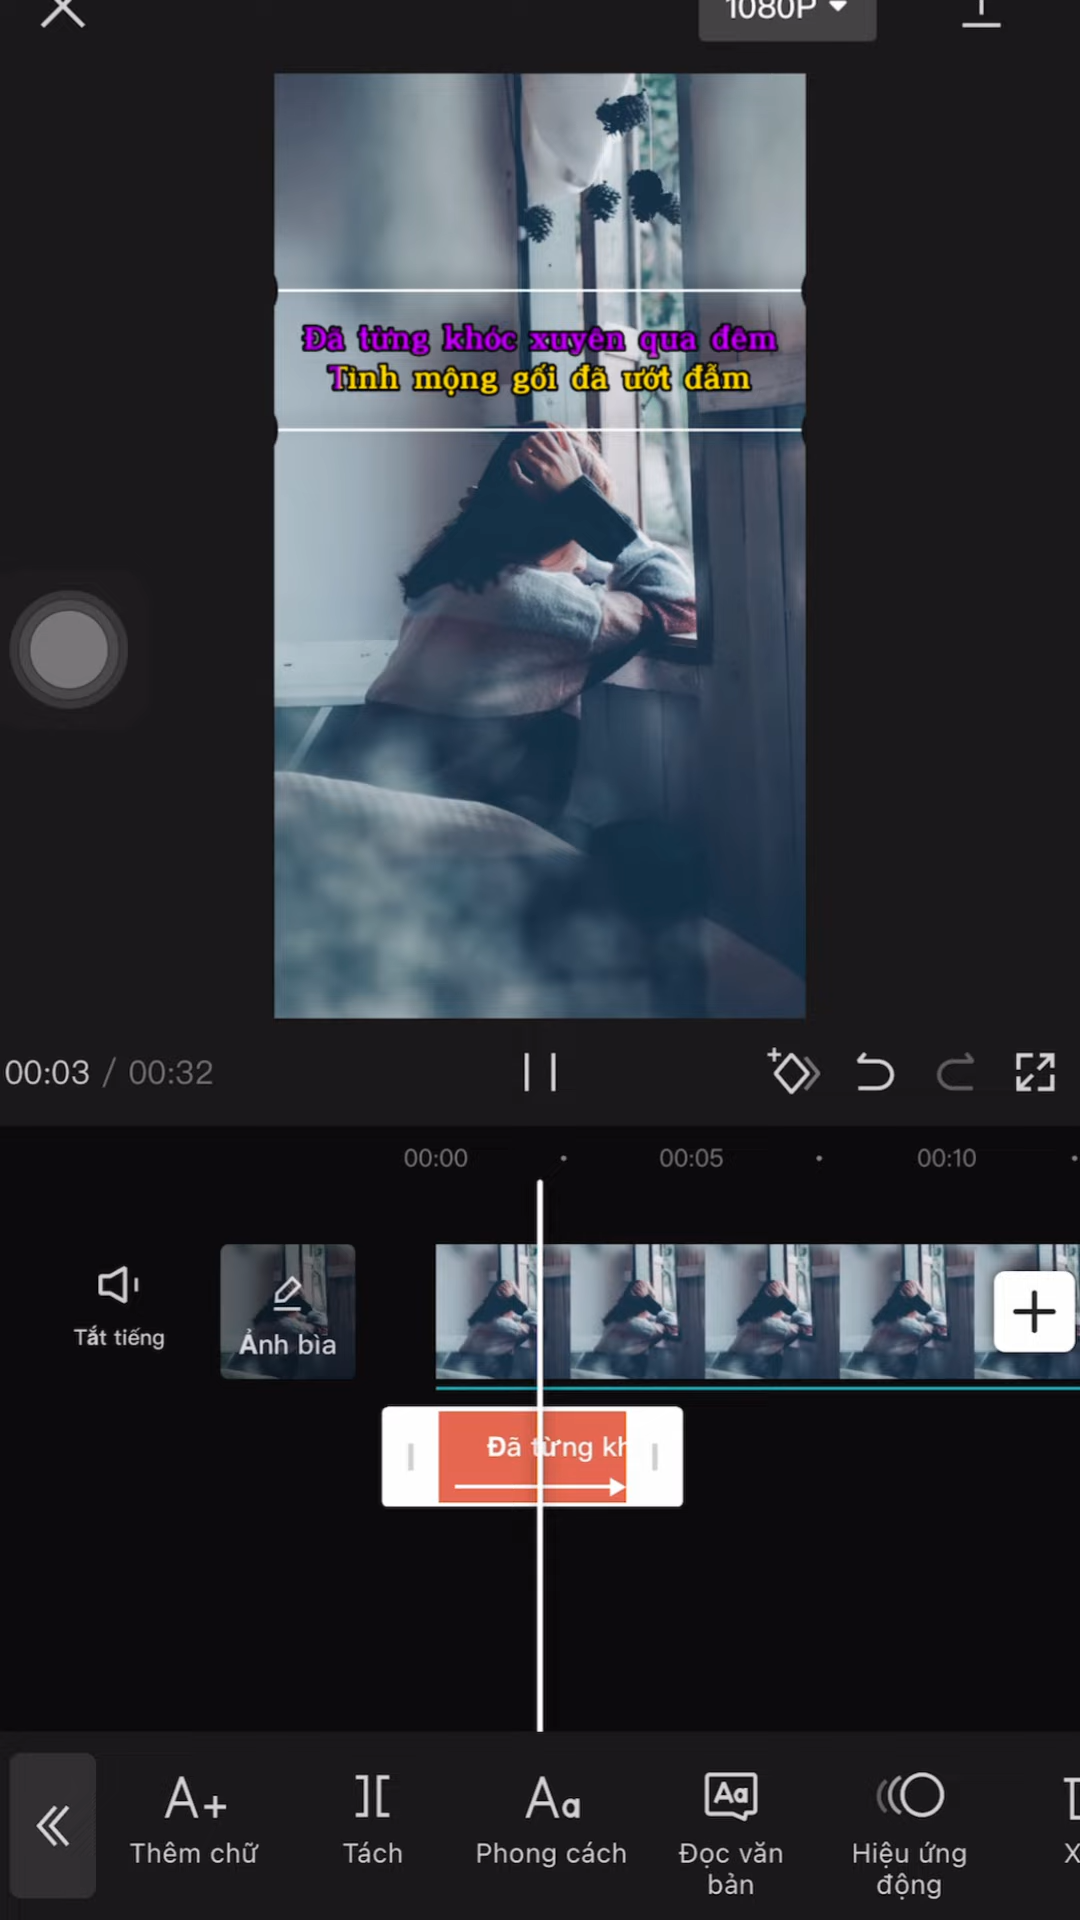 1080P
Đã từng khóc xuyên qua đêm
Tỉnh mộng gối đã ướt đẫm
00:03 / 00:32
00:00
00:05
00:10
Tắt tiếng
Ảnh bìa
Đã từng kh
Thêm chữ
Tách
Phong cách
Aa
Đọc văn
bản
Hiệu ứng
động
X